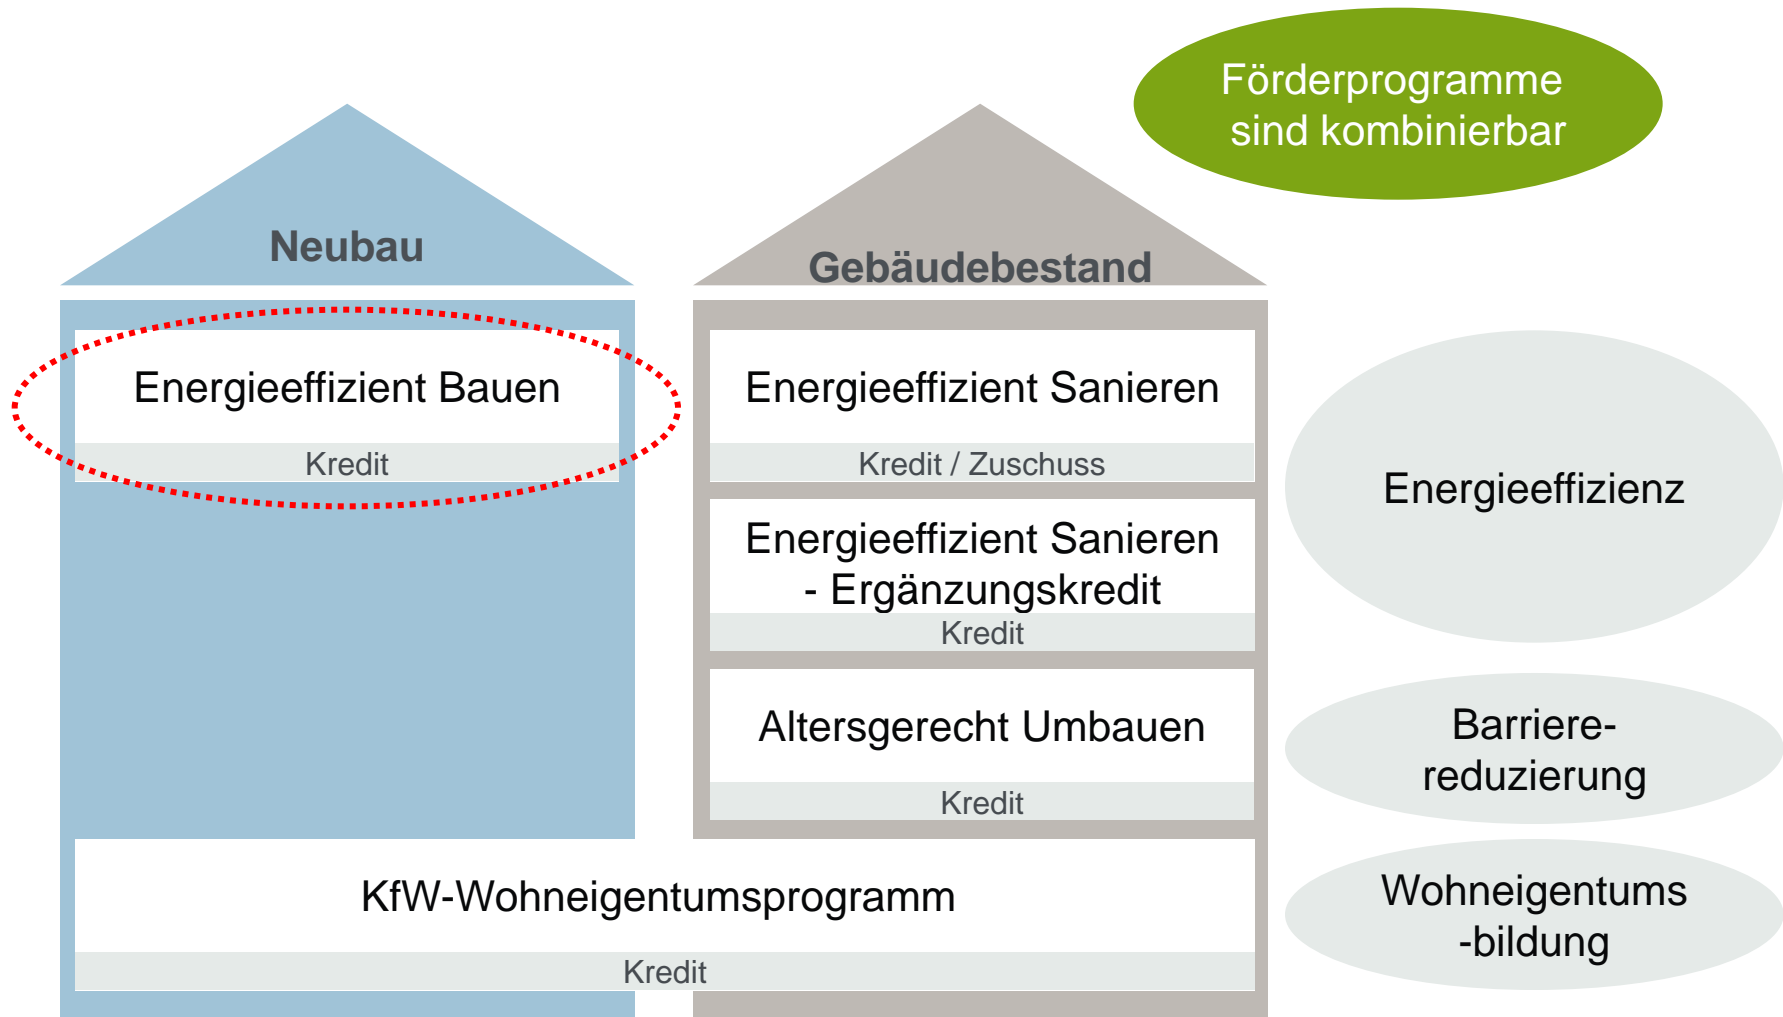 Förderprogramme
sind kombinierbar
Neubau
Gebäudebestand
Energieeffizient Bauen
Kredit
Energieeffizient Sanieren
Kredit / Zuschuss
Energieeffizient Sanieren
- Ergänzungskredit
Kredit
Altersgerecht Umbauen
Kredit
KfW-Wohneigentumsprogramm
Kredit
Energieeffizienz
Barriere-
reduzierung
Wohneigentums
-bildung